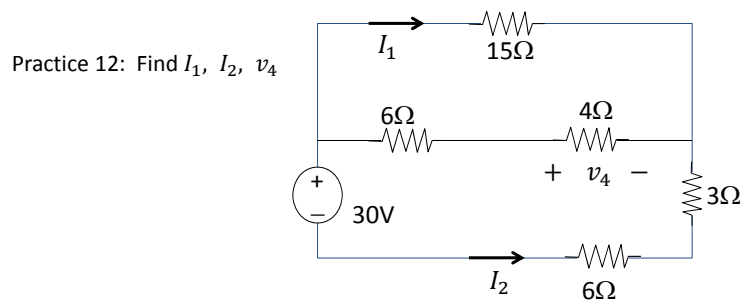 Practice 12: Find I₁, I₂, v₄
I₁
15Ω
6Ω
4Ω
+ v₄ −
+
−
30V
3Ω
I₂
6Ω